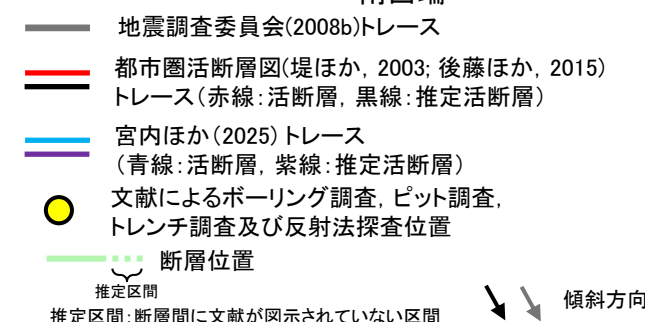 地震調査委員会(2008b)トレース
都市圏活断層図(堤ほか, 2003; 後藤ほか, 2015)
トレース(赤線:活断層, 黒線:推定活断層)
宮内ほか(2025)トレース
(青線:活断層, 紫線:推定活断層)
文献によるボーリング調査, ピット調査,
トレンチ調査及び反射法探査位置
断層位置
推定区間
推定区間:断層間に文献が図示されていない区間
傾斜方向